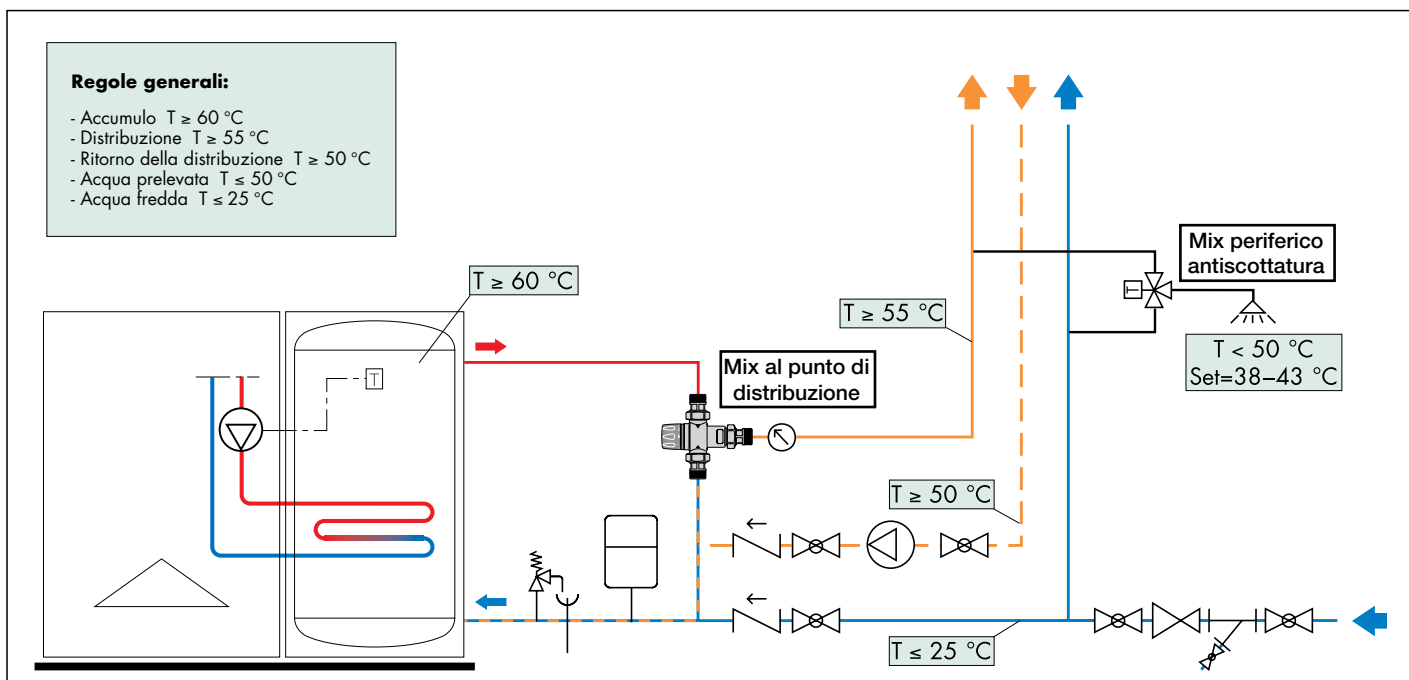 Regole generali:
- Accumulo T ≥ 60 °C
- Distribuzione T ≥ 55 °C
- Ritorno della distribuzione T ≥ 50 °C
- Acqua prelevata T ≤ 50 °C
- Acqua fredda T ≤ 25 °C
T ≥ 60 °C
T
Mix al punto di
distribuzione
T ≥ 55 °C
Mix periferico
antiscottatura
T
T < 50 °C
Set=38–43 °C
T ≥ 50 °C
T ≤ 25 °C